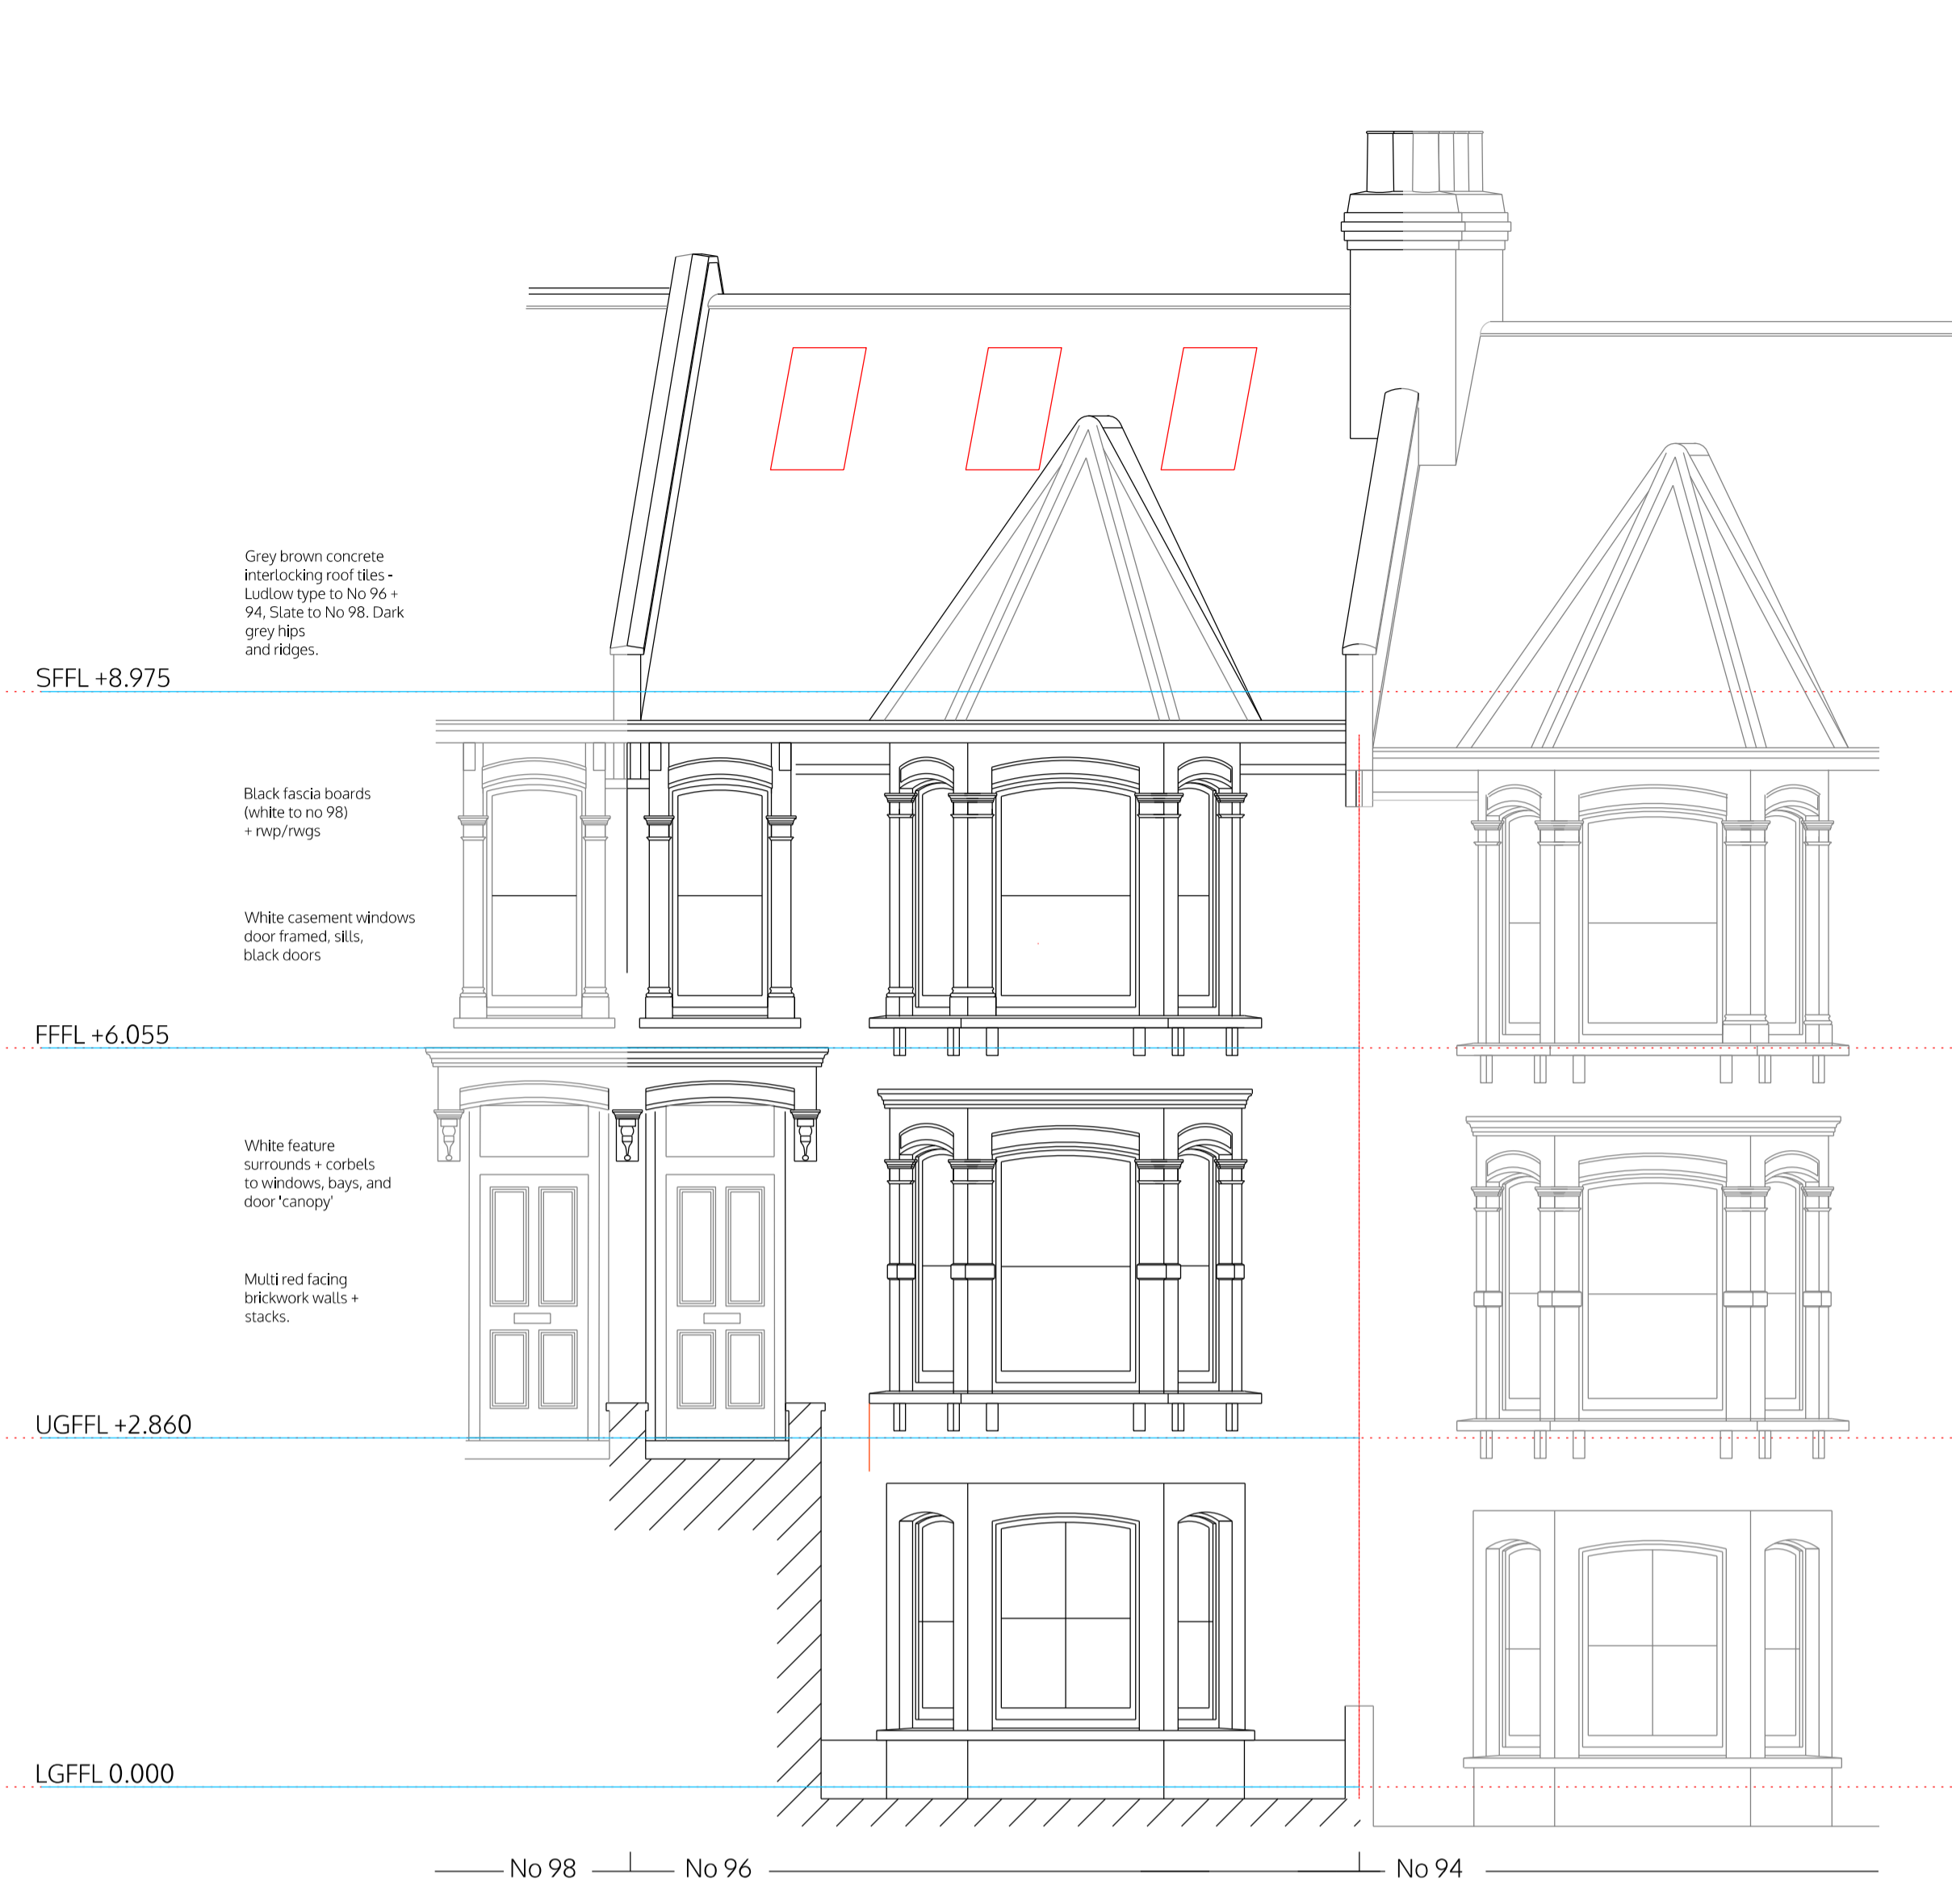 Grey brown concrete
interlocking roof tiles -
Ludlow type to No 96 +
94, Slate to No 98. Dark
grey hips
and ridges.
SFFL +8.975
Black fascia boards
(white to no 98)
+ rwp/rwgs
White casement windows
door framed, sills,
black doors
FFFL +6.055
White feature
surrounds + corbels
to windows, bays, and
door 'canopy'
Multi red facing
brickwork walls +
stacks.
UGFFL +2.860
LGFFL 0.000
No 98
No 96
No 94